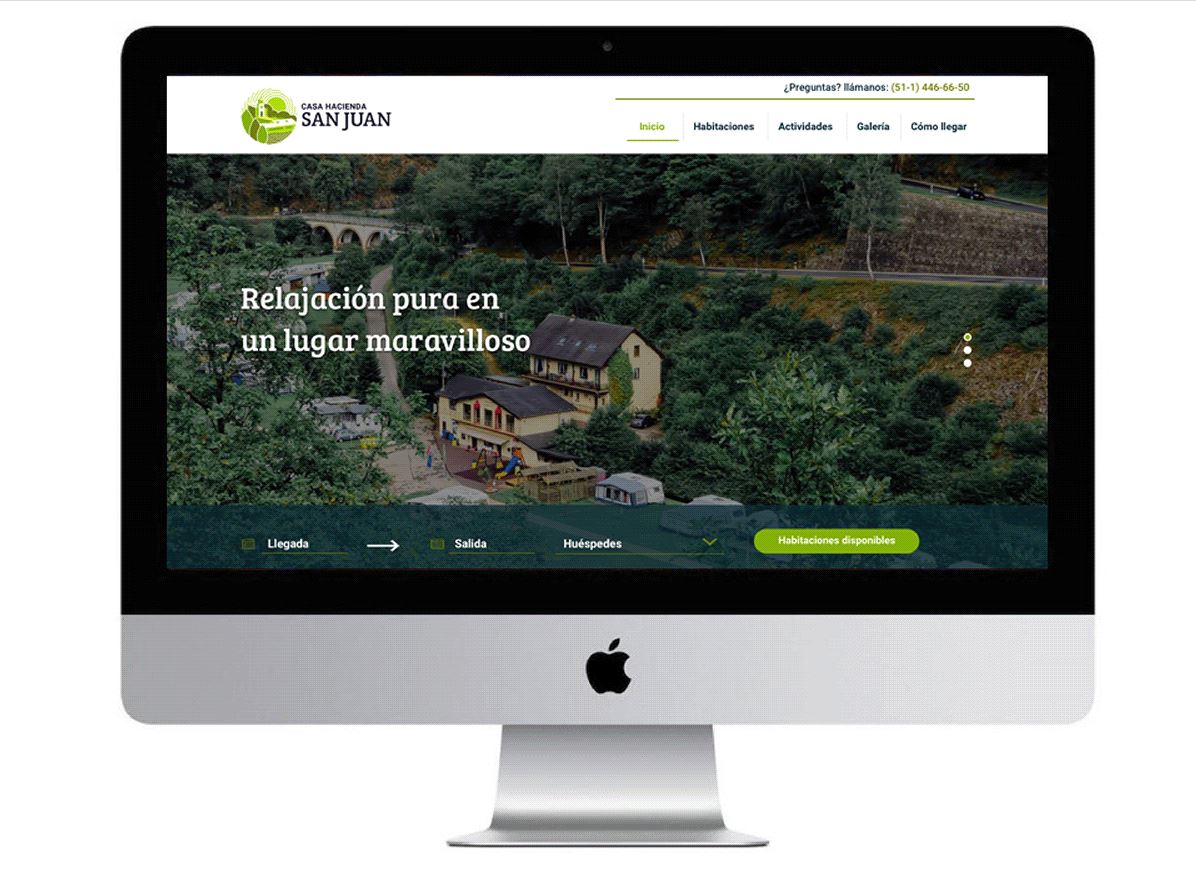 ¿Preguntas? llámanos: (51-1) 446-66-50
CASA HACIENDA
SAN JUAN
Inicio
Habitaciones
Actividades
Galería
Cómo llegar
Relajación pura en
un lugar maravilloso
Llegada
Salida
Huéspedes
Habitaciones disponibles